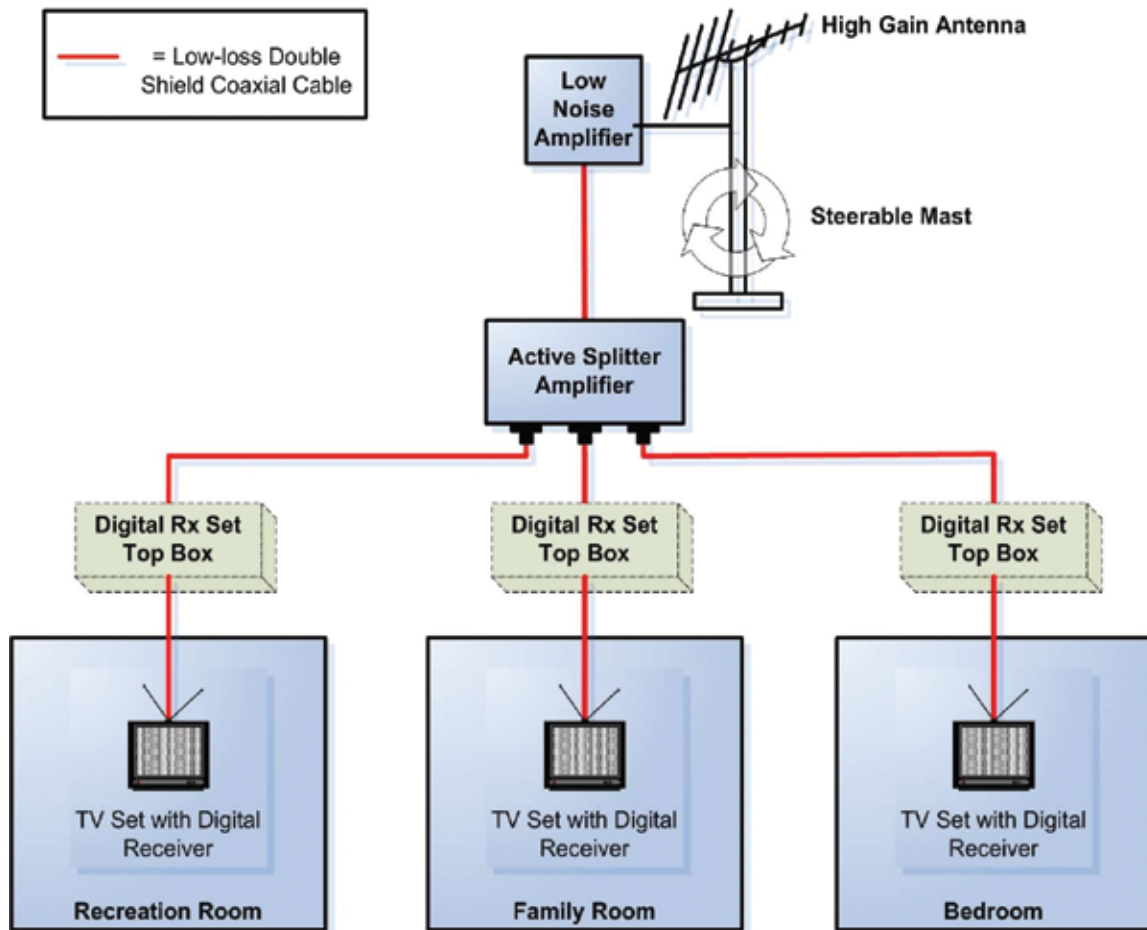 = Low-loss Double
Shield Coaxial Cable
High Gain Antenna
Low
Noise
Amplifier
Steerable Mast
Active Splitter
Amplifier
Digital Rx Set
Top Box
Digital Rx Set
Top Box
Digital Rx Set
Top Box
TV Set with Digital
Receiver
Recreation Room
TV Set with Digital
Receiver
Family Room
TV Set with Digital
Receiver
Bedroom